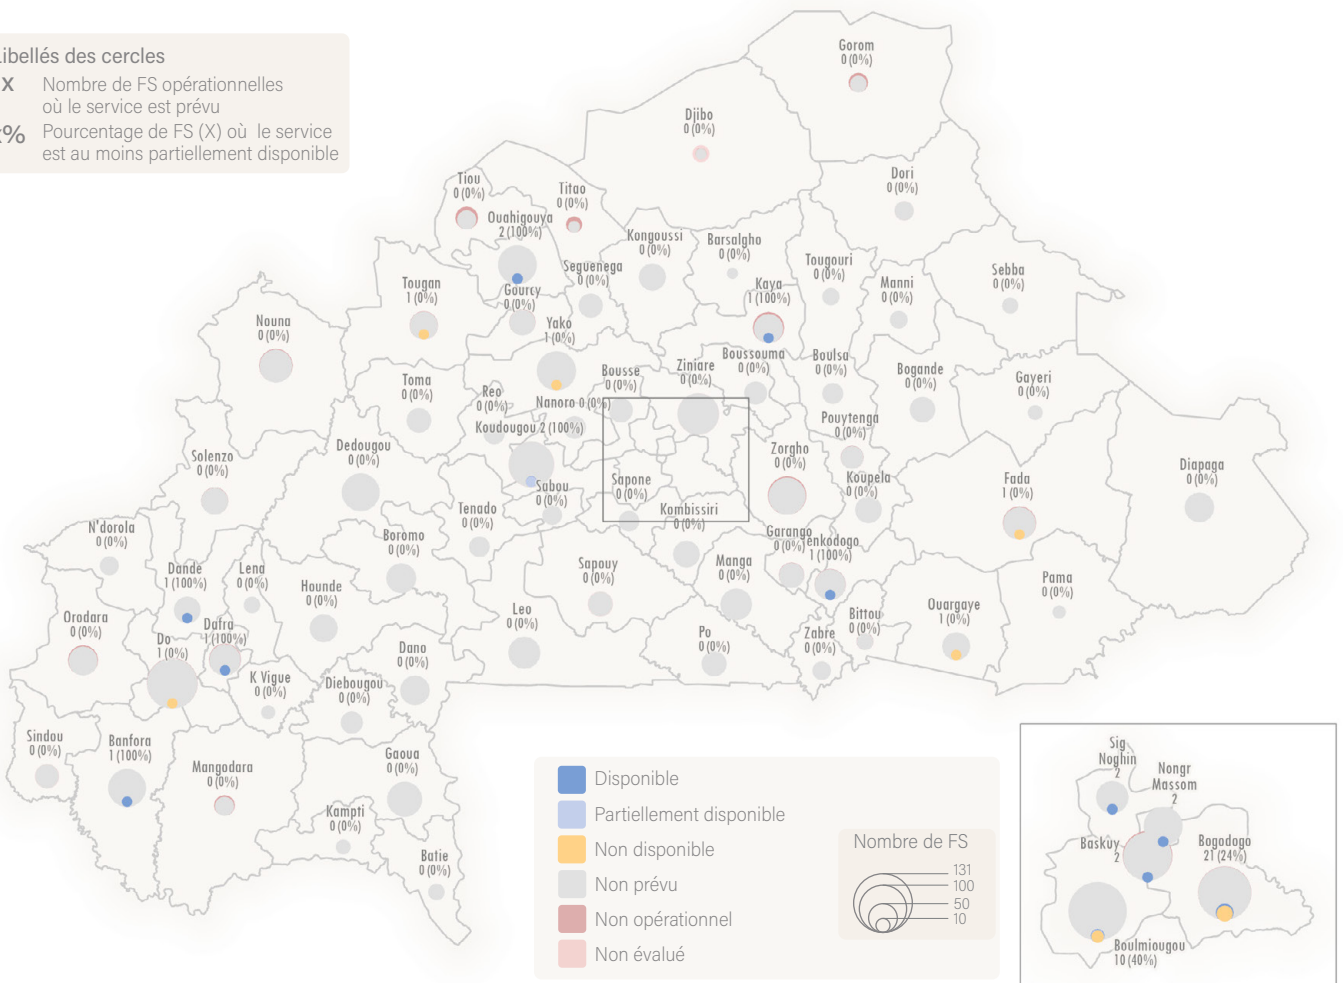 Libellés des cercles
X Nombre de FS opérationnelles
où le service est prévu
% Pourcentage de FS (X) où le service
est au moins partiellement disponible
Gorom
0 (0%)
Djibo
0 (0%)
Dori
0 (0%)
Tiou
0 (0%)
Titao
0 (0%)
Ouahigouya
2 (100%)
Kongoussi
0 (0%)
Barsalgho
0 (0%)
Tougouri
0 (0%)
Sebba
0 (0%)
Seguenega
0 (0%)
Kaya
1 (100%)
Manni
0 (0%)
Tougan
1 (0%)
Gourcy
0 (0%)
Nouna
0 (0%)
Yako
1 (0%)
Bousse
0 (0%)
Ziniare
0 (0%)
Boussouma
0 (0%)
Boulsa
0 (0%)
Bogande
0 (0%)
Gayeri
0 (0%)
Toma
0 (0%)
Reo
0 (0%)
Nanoro 0 (0%)
Koudougou 2 (100%)
Pouytenga
0 (0%)
Dedougou
0 (0%)
Solenzo
0 (0%)
Zorgho
0 (0%)
Diapaga
0 (0%)
Sapone
0 (0%)
Koupela
0 (0%)
Fada
1 (0%)
Sabou
0 (0%)
Tenado
0 (0%)
Kombissiri
0 (0%)
N'dorola
0 (0%)
Boromo
0 (0%)
Garango
0 (0%)
Tenkodogo
1 (100%)
Dande
1 (100%)
Lena
0 (0%)
Sapouy
0 (0%)
Manga
0 (0%)
Hounde
0 (0%)
Pama
0 (0%)
Orodara
0 (0%)
Dafra
1 (100%)
Do
1 (0%)
Leo
0 (0%)
Ouargaye
1 (0%)
Bittou
0 (0%)
Po
0 (0%)
Zabre
0 (0%)
Dano
0 (0%)
K Vigue
0 (0%)
Diebougou
0 (0%)
Sindou
0 (0%)
Banfora
1 (100%)
Gaoua
0 (0%)
Mangodara
0 (0%)
Kampti
0 (0%)
Batie
0 (0%)
Disponible
Partiellement disponible
Non disponible
Non prévu
Non opérationnel
Non évalué
Nombre de FS
131
100
50
10
Sig
Noghin
2
Nongr
Massom
2
Baskuy
2
Bogodogo
21 (24%)
Boulmiougou
10 (40%)